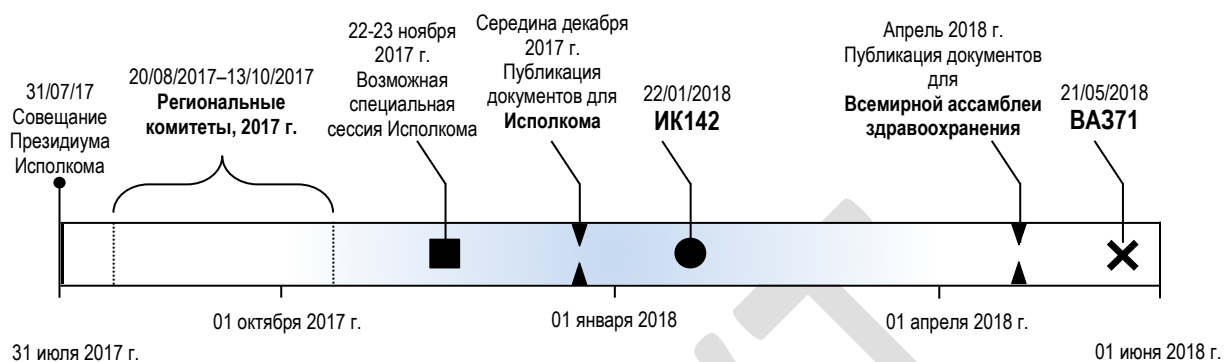 31/07/17
Совещание
Президиума
Исполкома
20/08/2017–13/10/2017
Региональные
комитеты, 2017 г.
22-23 ноября
2017 г.
Возможная
специальная
сессия Исполкома
Середина декабря
2017 г.
Публикация
документов для
Исполкома
22/01/2018
ИК142
Апрель 2018 г.
Публикация документов
для
Всемирной ассамблеи
здравоохранения
21/05/2018
ВАЗ71
01 октября 2017 г.
01 января 2018
01 апреля 2018 г.
31 июля 2017 г.
01 июня 2018 г.